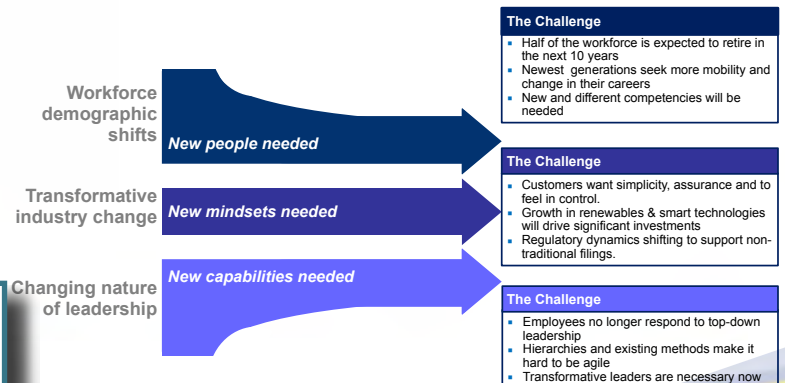 Workforce
demographic
shifts
New people needed
The Challenge
▪ Half of the workforce is expected to retire in
the next 10 years
▪ Newest generations seek more mobility and
change in their careers
▪ New and different competencies will be
needed
Transformative
industry change
New mindsets needed
The Challenge
▪ Customers want simplicity, assurance and to
feel in control.
▪ Growth in renewables & smart technologies
will drive significant investments
▪ Regulatory dynamics shifting to support non-
traditional filings.
Changing nature
of leadership
New capabilities needed
The Challenge
▪ Employees no longer respond to top-down
leadership
▪ Hierarchies and existing methods make it
hard to be agile
▪ Transformative leaders are necessary now